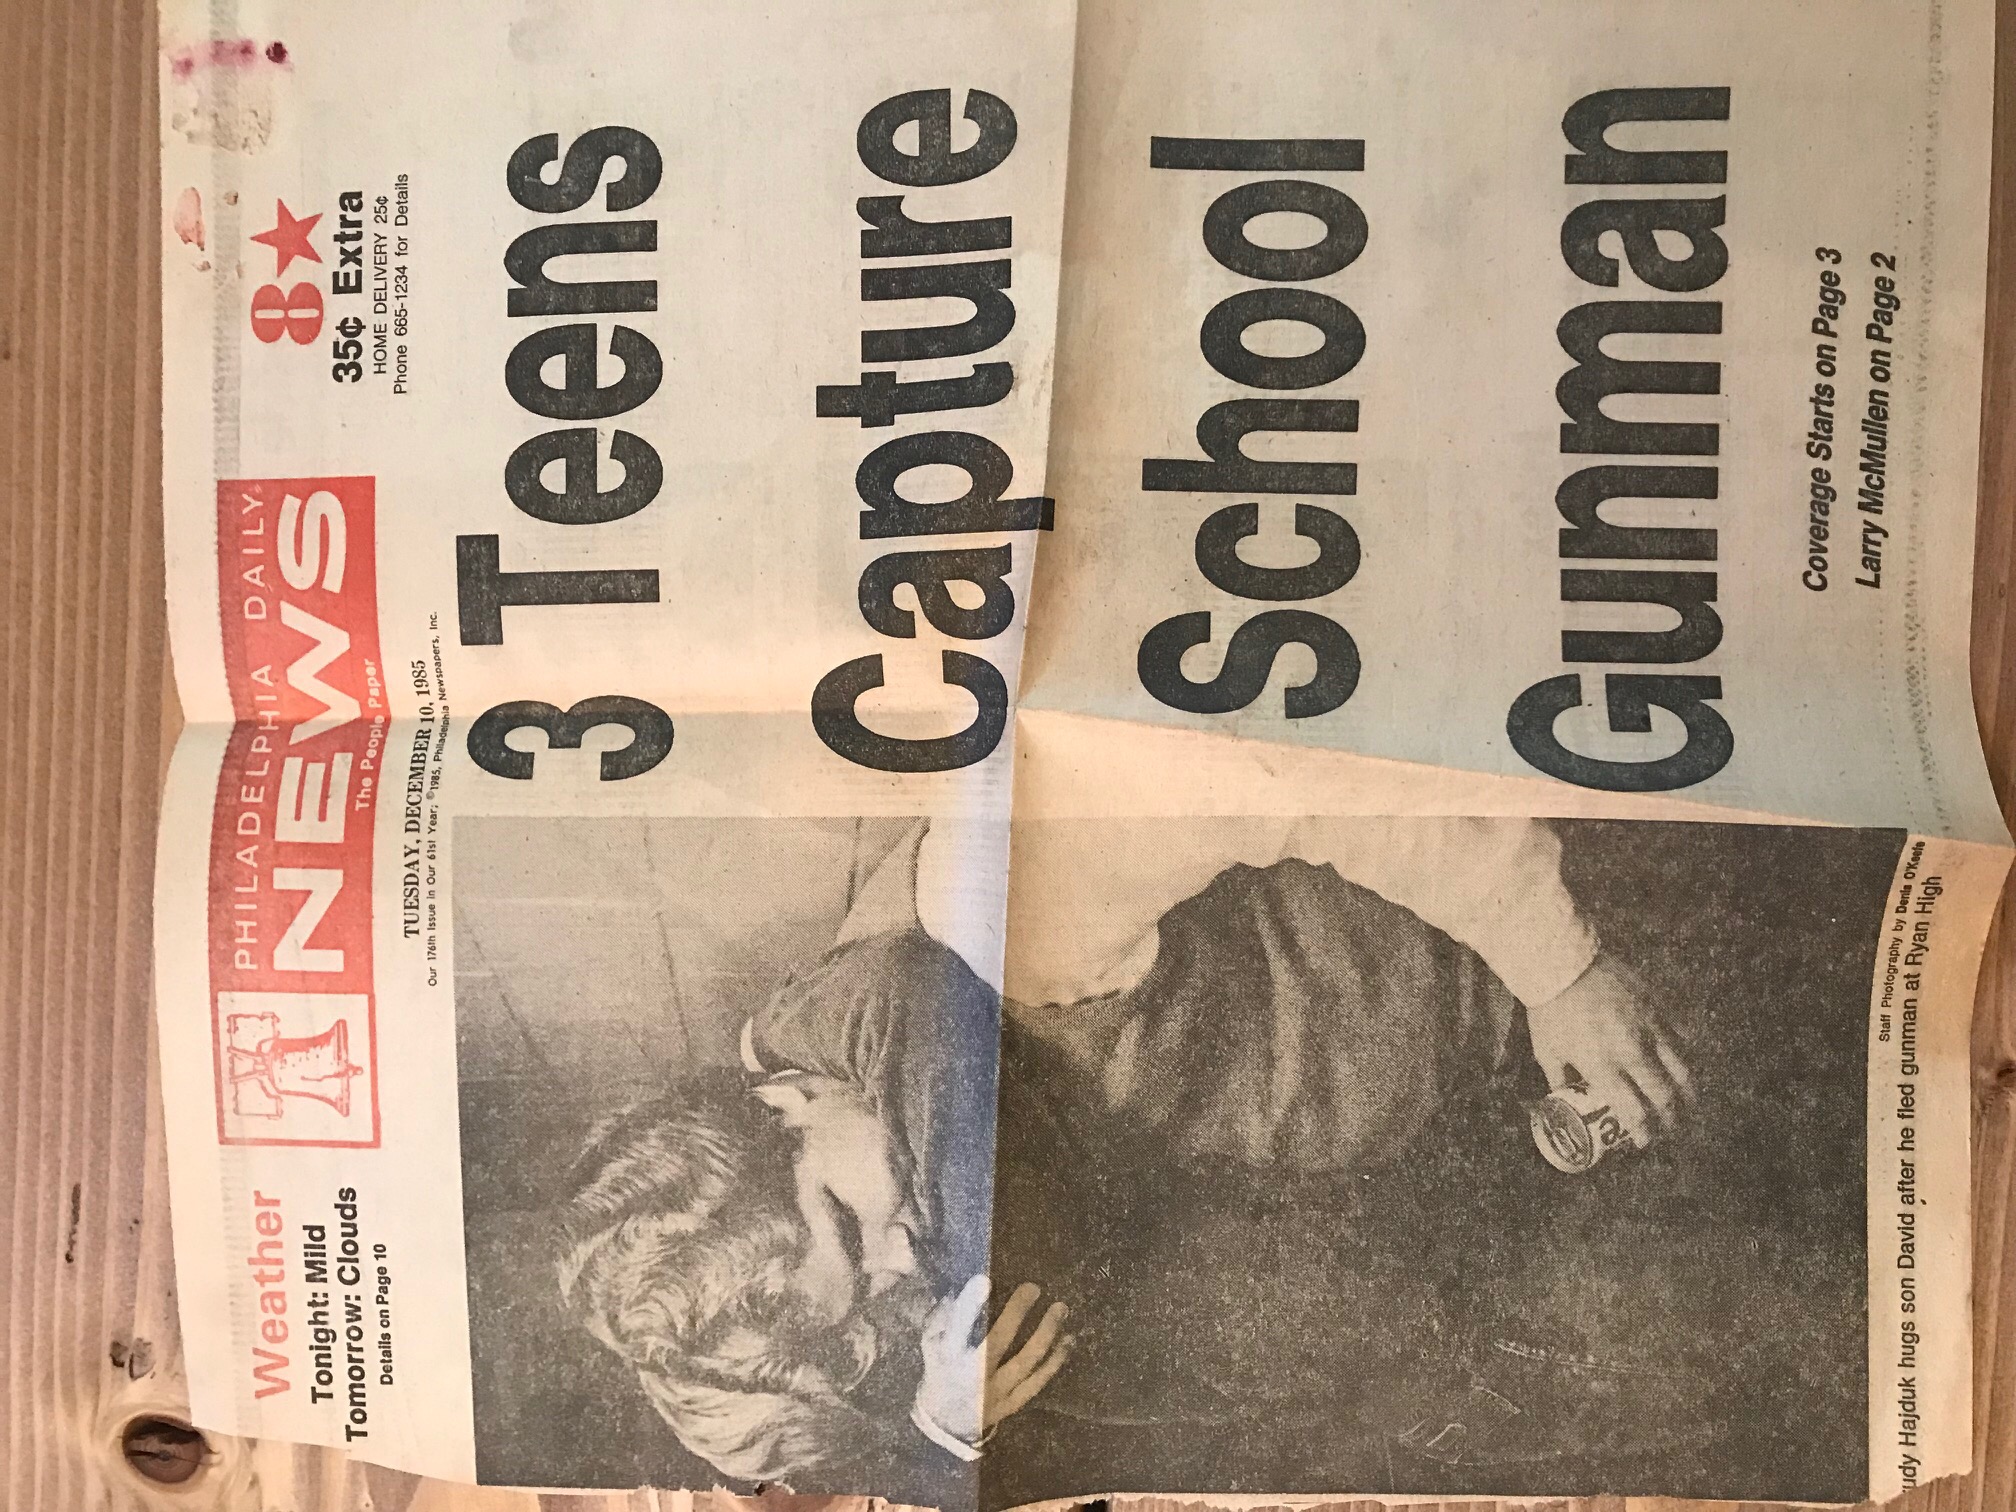 Weather
Tonight: Mild
Tomorrow: Clouds
Details on Page 10
PHILADELPHIA DAILY
NEWS
The People Paper
8★
35¢ Extra
HOME DELIVERY 25¢
Phone 665-1234 for Details
TUESDAY, DECEMBER 10, 1985
Our 176th Issue in Our 61st Year; ©1985, Philadelphia Newspapers, Inc.
3 Teens
Capture
School
Gunman
Coverage Starts on Page 3
Larry McMullen on Page 2
Staff Photography by Denis O'Keefe
udy Hajduk hugs son David after he fled gunman at Ryan High